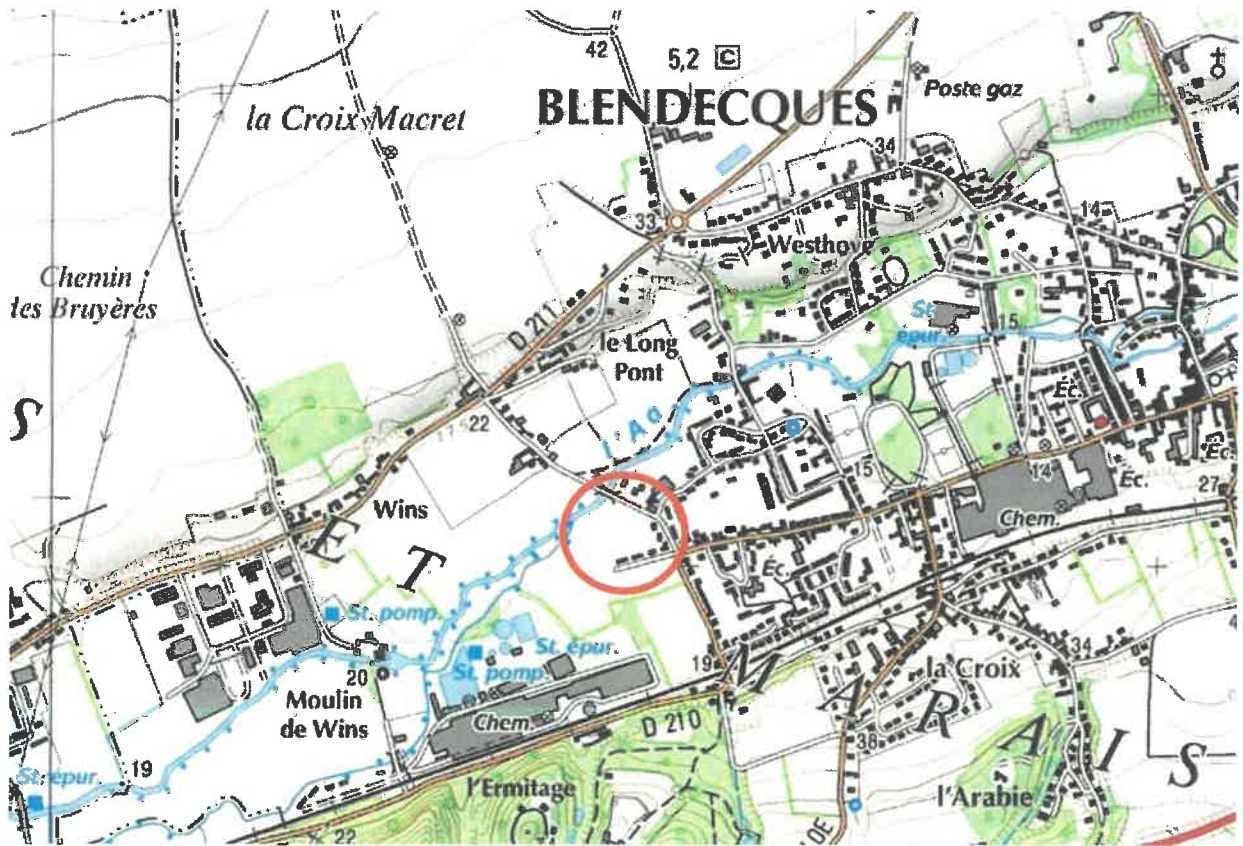 42
5,2 C
BLENDECQUES
Poste gaz
la Croix Macret
34
33
14
Westhove
Chemin
des Bruyères
D 211
le Long
Pont
St.
épur.
15
l'Aa
Éc.
S
22
15
14
Éc.
Éc.
27
Wins
Chem.
E
T
Éc.
St. pomp.
St. épur.
St. pomp.
20
19
M
la Croix
34
4
Moulin
de Wins
Chem.
D 210
A
R
38
A
I
S
St. épur.
19
l'Ermitage
l'Arabie
22